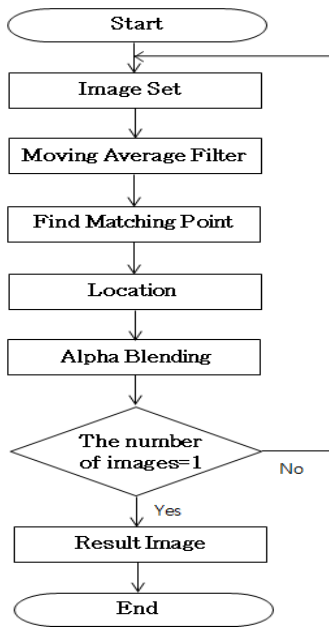 Start
Image Set
Moving Average Filter
Find Matching Point
Location
Alpha Blending
The number
of images=1
No
Yes
Result Image
End